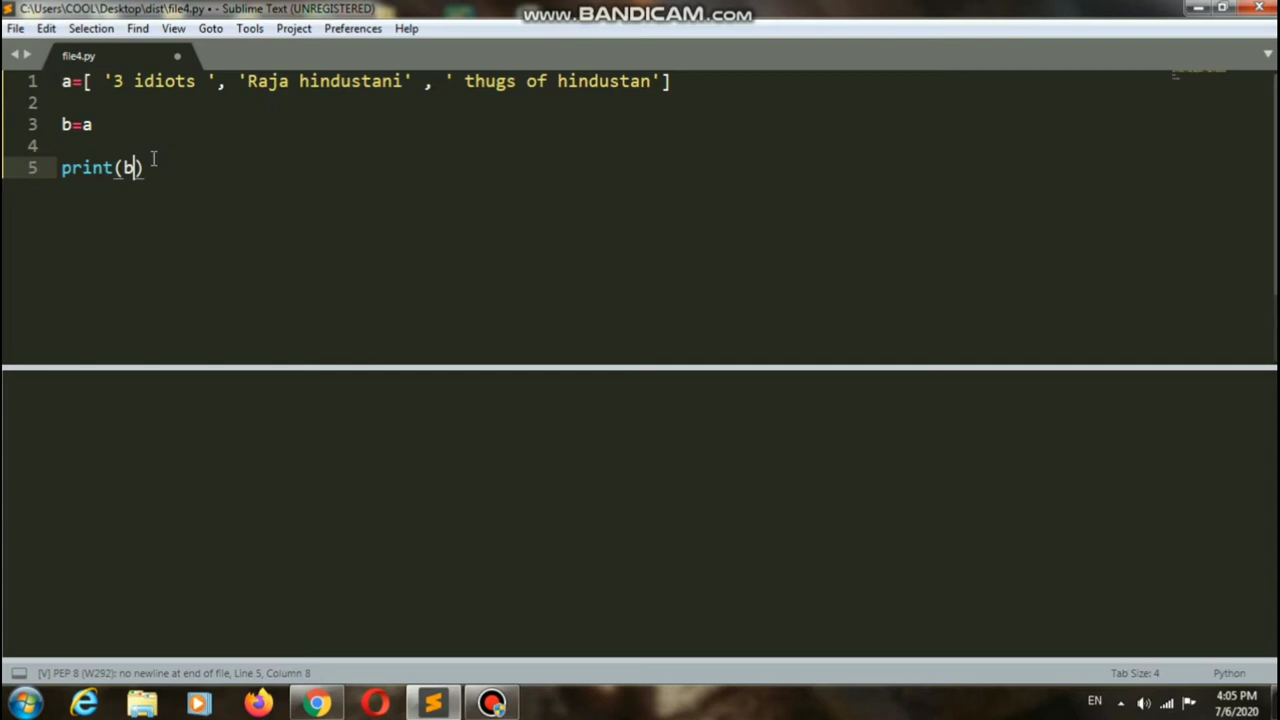 C:\Users\COOL\Desktop\dist\file4.py • - Sublime Text (UNREGISTERED)
www.BANDICAM.com
File Edit Selection Find View Goto Tools Project Preferences Help
file4.py
1 a=[ '3 idiots ', 'Raja hindustani' , ' thugs of hindustan']
2
3 b=a
4
5 print(b)
[V] PEP 8 (W292): no newline at end of file, Line 5, Column 8 Tab Size: 4 Python
EN 4:05 PM
7/6/2020